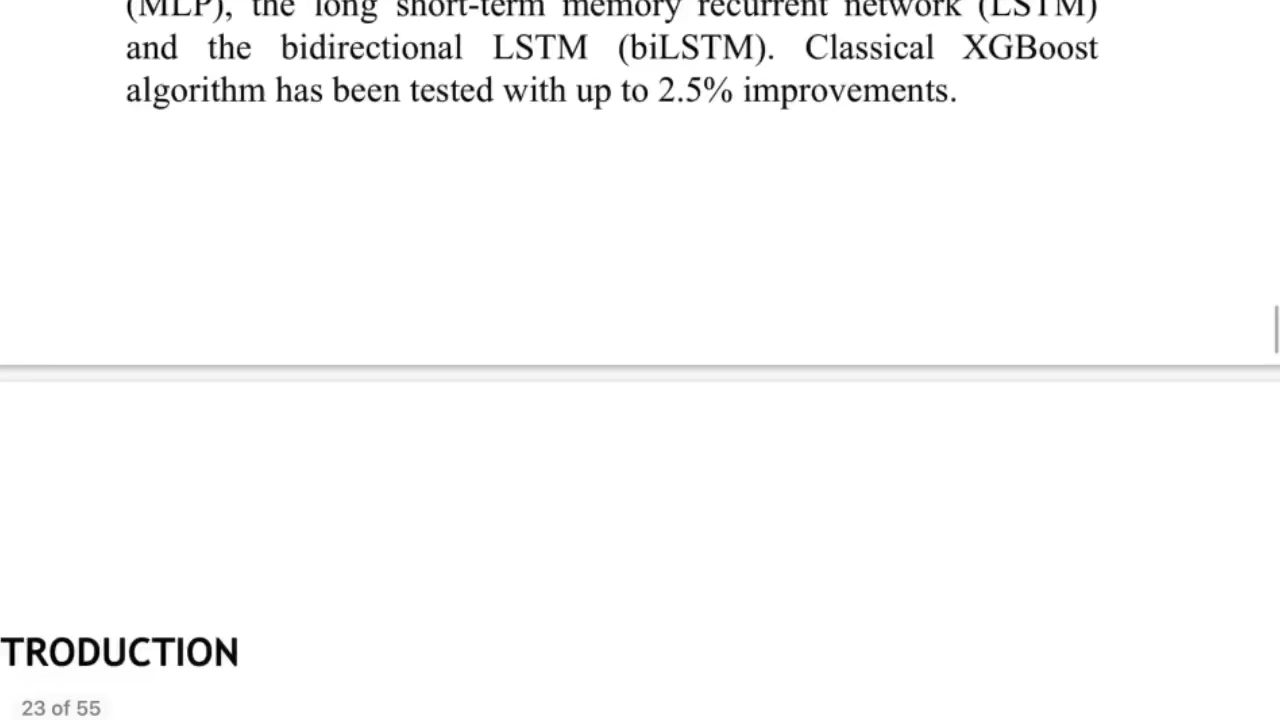 (MLP), the long short-term memory recurrent network (LSTM)
and the bidirectional LSTM (biLSTM). Classical XGBoost
algorithm has been tested with up to 2.5% improvements.
TRODUCTION
23 of 55